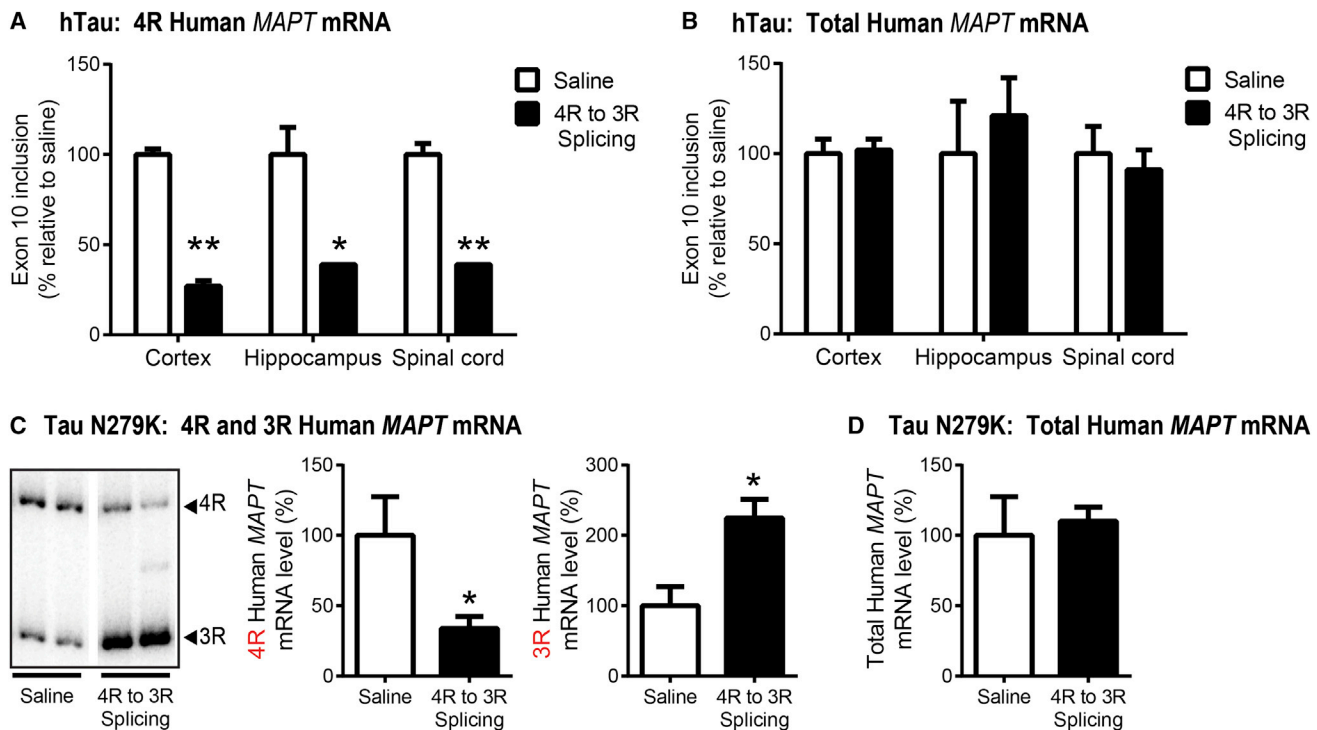 A hTau: 4R Human MAPT mRNA
Exon 10 inclusion
(% relative to saline)
150
100
50
0
**
*
**
Cortex
Hippocampus
Spinal cord
Saline
4R to 3R
Splicing
B hTau: Total Human MAPT mRNA
Exon 10 inclusion
(% relative to saline)
150
100
50
0
Cortex
Hippocampus
Spinal cord
Saline
4R to 3R
Splicing
C Tau N279K: 4R and 3R Human MAPT mRNA
◄4R
◄3R
Saline
4R to 3R
Splicing
4R Human MAPT
mRNA level (%)
150
100
50
0
*
Saline
4R to 3R
Splicing
3R Human MAPT
mRNA level (%)
300
200
100
0
*
Saline
4R to 3R
Splicing
D Tau N279K: Total Human MAPT mRNA
Total Human MAPT
mRNA level (%)
150
100
50
0
Saline
4R to 3R
Splicing